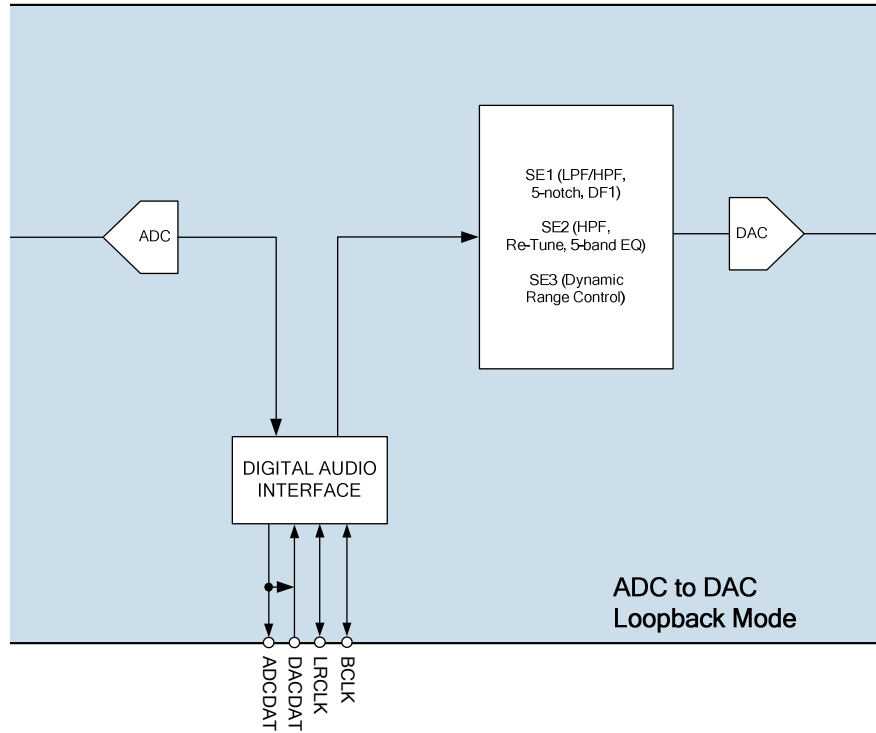 SE1 (LPF/HPF,
5-notch, DF1)
SE2 (HPF,
Re-Tune, 5-band EQ)
SE3 (Dynamic
Range Control)
ADC
DAC
DIGITAL AUDIO
INTERFACE
ADC to DAC
Loopback Mode
ADCDAT
DACDAT
LRCLK
BCLK